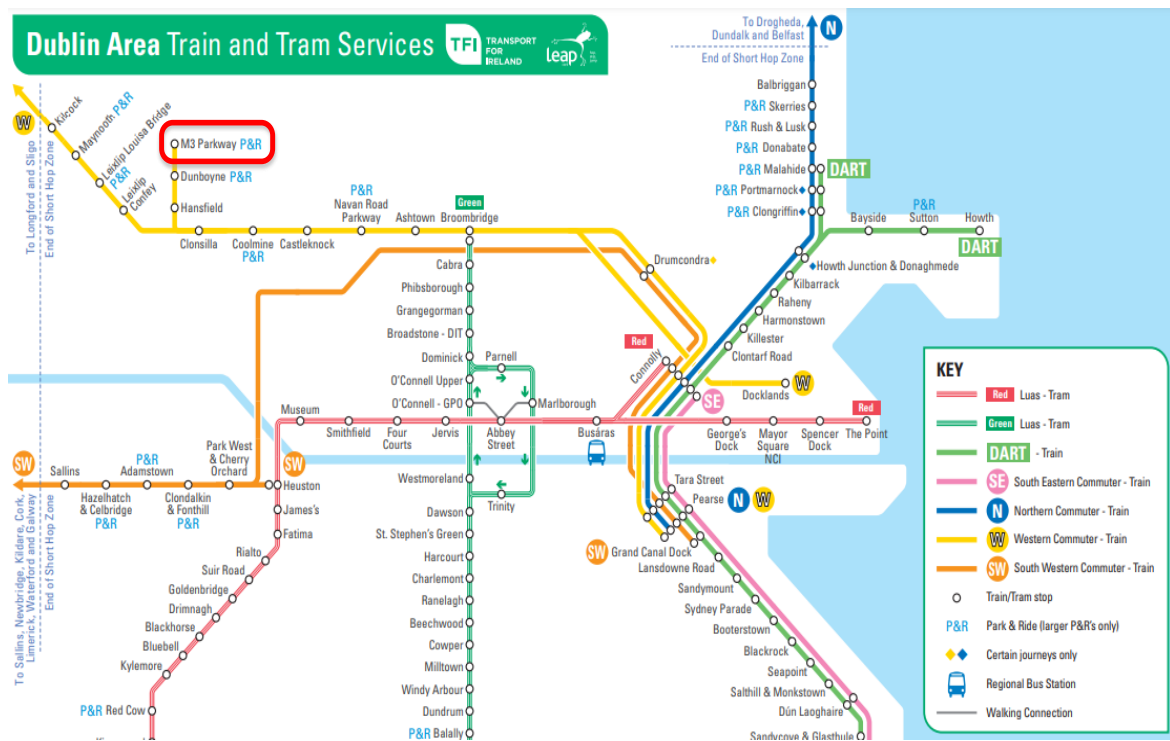 Dublin Area Train and Tram Services
TFI
TRANSPORT
FOR
IRELAND
leap
To Drogheda,
Dundalk and Belfast
N
End of Short Hop Zone
Balbriggan
P&R Skerries
P&R Rush & Lusk
P&R Donabate
P&R Malahide
DART
P&R Portmarnock
P&R Clongriffin
Bayside
P&R
Sutton
Howth
DART
Howth Junction & Donaghmede
Kilbarrack
Raheny
Harmonstown
Killester
Clontarf Road
W
To Longford and Sligo
End of Short Hop Zone
Kilcock
Maynooth P&R
Leixlip Louisa Bridge
P&R
Leixlip
Confey
M3 Parkway P&R
Dunboyne P&R
Hansfield
Clonsilla
Coolmine
P&R
Castleknock
P&R
Navan Road
Parkway
Ashtown
Green
Broombridge
Drumcondra
Cabra
Phibsborough
Grangegorman
Broadstone - DIT
Dominick
Parnell
O'Connell Upper
O'Connell - GPO
Marlborough
Red
Connolly
SE
Docklands
W
Museum
Smithfield
Four
Courts
Jervis
Abbey
Street
Busáras
George's
Dock
Mayor
Square
NCI
Spencer
Dock
Red
The Point
SW
Sallins
Hazelhatch
& Celbridge
P&R
P&R
Adamstown
Clondalkin
& Fonthill
P&R
Park West
& Cherry
Orchard
SW
Heuston
James's
Fatima
Rialto
Suir Road
Goldenbridge
Drimnagh
Blackhorse
Bluebell
Kylemore
P&R Red Cow
To Sallins, Newbridge, Kildare, Cork,
Limerick, Waterford and Galway
End of Short Hop Zone
Westmoreland
Trinity
Dawson
St. Stephen's Green
Harcourt
Charlemont
Ranelagh
Beechwood
Cowper
Milltown
Windy Arbour
Dundrum
P&R Balally
Tara Street
Pearse
N
W
SW
Grand Canal Dock
Lansdowne Road
Sandymount
Sydney Parade
Booterstown
Blackrock
Seapoint
Salthill & Monkstown
Dún Laoghaire
Sandycove & Glasthule
KEY
Red Luas - Tram
Green Luas - Tram
DART - Train
SE South Eastern Commuter - Train
N Northern Commuter - Train
W Western Commuter - Train
SW South Western Commuter - Train
Train/Tram stop
P&R Park & Ride (larger P&R's only)
Certain journeys only
Regional Bus Station
Walking Connection